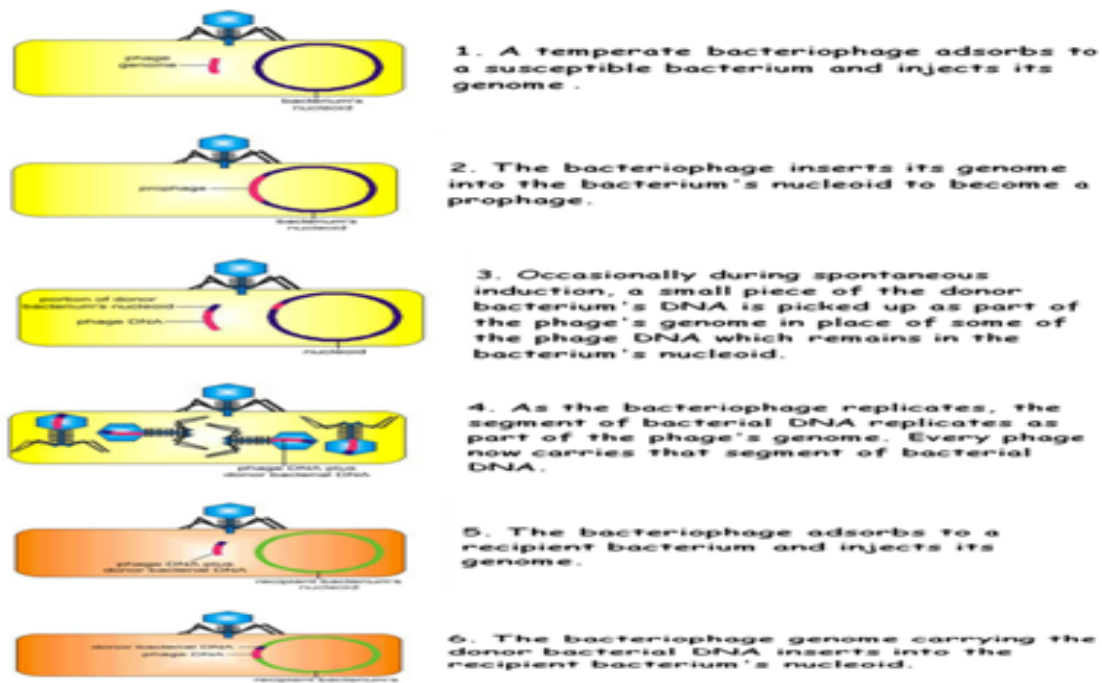 phage
genome
bacterium's
nucleoid
1. A temperate bacteriophage adsorbs to
a susceptible bacterium and injects its
genome .
prophage
bacterium's
nucleoid
2. The bacteriophage inserts its genome
into the bacterium's nucleoid to become a
prophage.
portion of donor
bacterium's nucleoid
phage DNA
nucleoid
3. Occasionally during spontaneous
induction, a small piece of the donor
bacterium's DNA is picked up as part of
the phage's genome in place of some of
the phage DNA which remains in the
bacterium's nucleoid.
phage DNA plus
donor bacterial DNA
4. As the bacteriophage replicates, the
segment of bacterial DNA replicates as
part of the phage's genome. Every phage
now carries that segment of bacterial
DNA.
phage DNA plus
donor bacterial DNA
recipient bacterium's
nucleoid
5. The bacteriophage adsorbs to a
recipient bacterium and injects its
genome.
donor bacterial DNA
phage DNA
recipient bacterium's
6. The bacteriophage genome carrying the
donor bacterial DNA inserts into the
recipient bacterium's nucleoid.